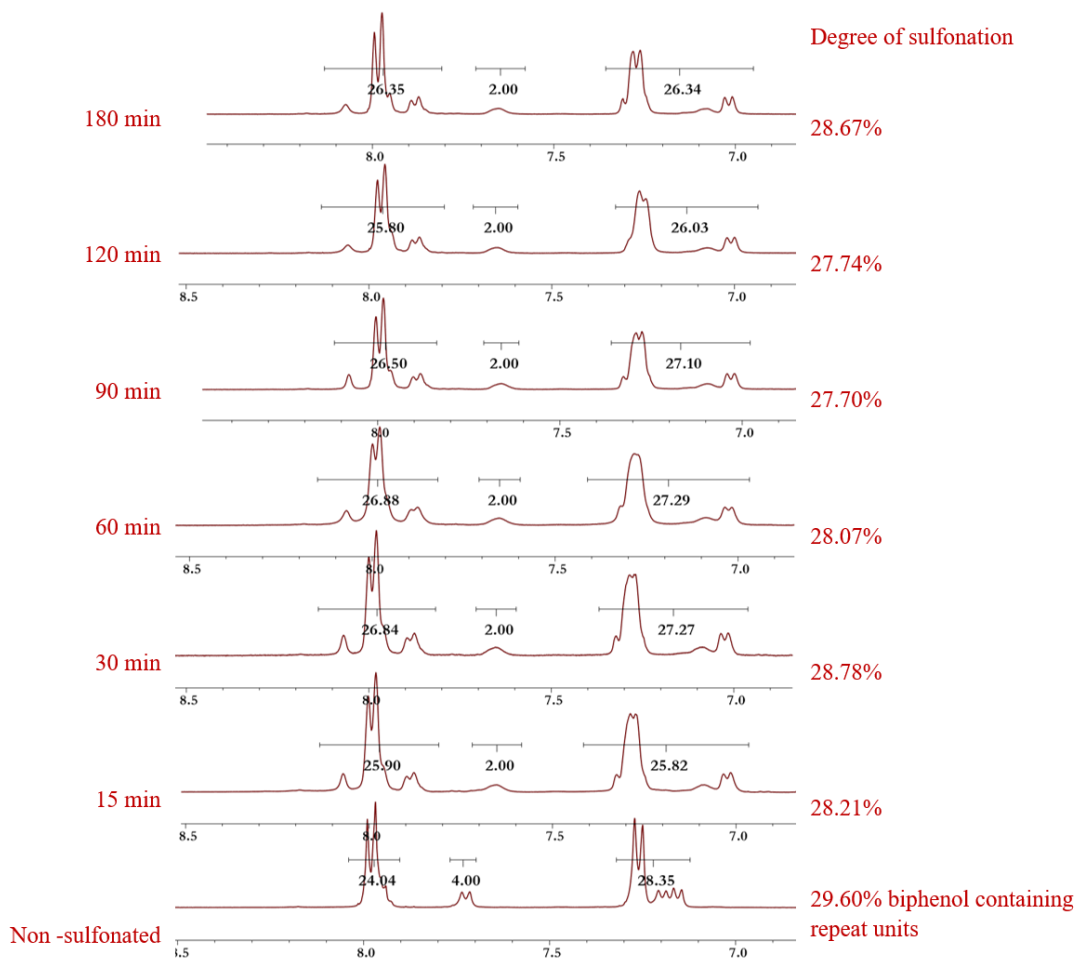 Degree of sulfonation
26.35 2.00 26.34
180 min
28.67%
8.0 7.5 7.0
25.80 2.00 26.03
120 min
27.74%
8.5 8.0 7.5 7.0
26.50 2.00 27.10
90 min
27.70%
8.0 7.5 7.0
26.88 2.00 27.29
60 min
28.07%
8.5 8.0 7.5 7.0
26.84 2.00 27.27
30 min
28.78%
8.5 8.0 7.5 7.0
25.90 2.00 25.82
15 min
28.21%
8.5 8.0 7.5 7.0
24.04 4.00 28.35
29.60% biphenol containing
repeat units
Non -sulfonated
.5 8.0 7.5 7.0